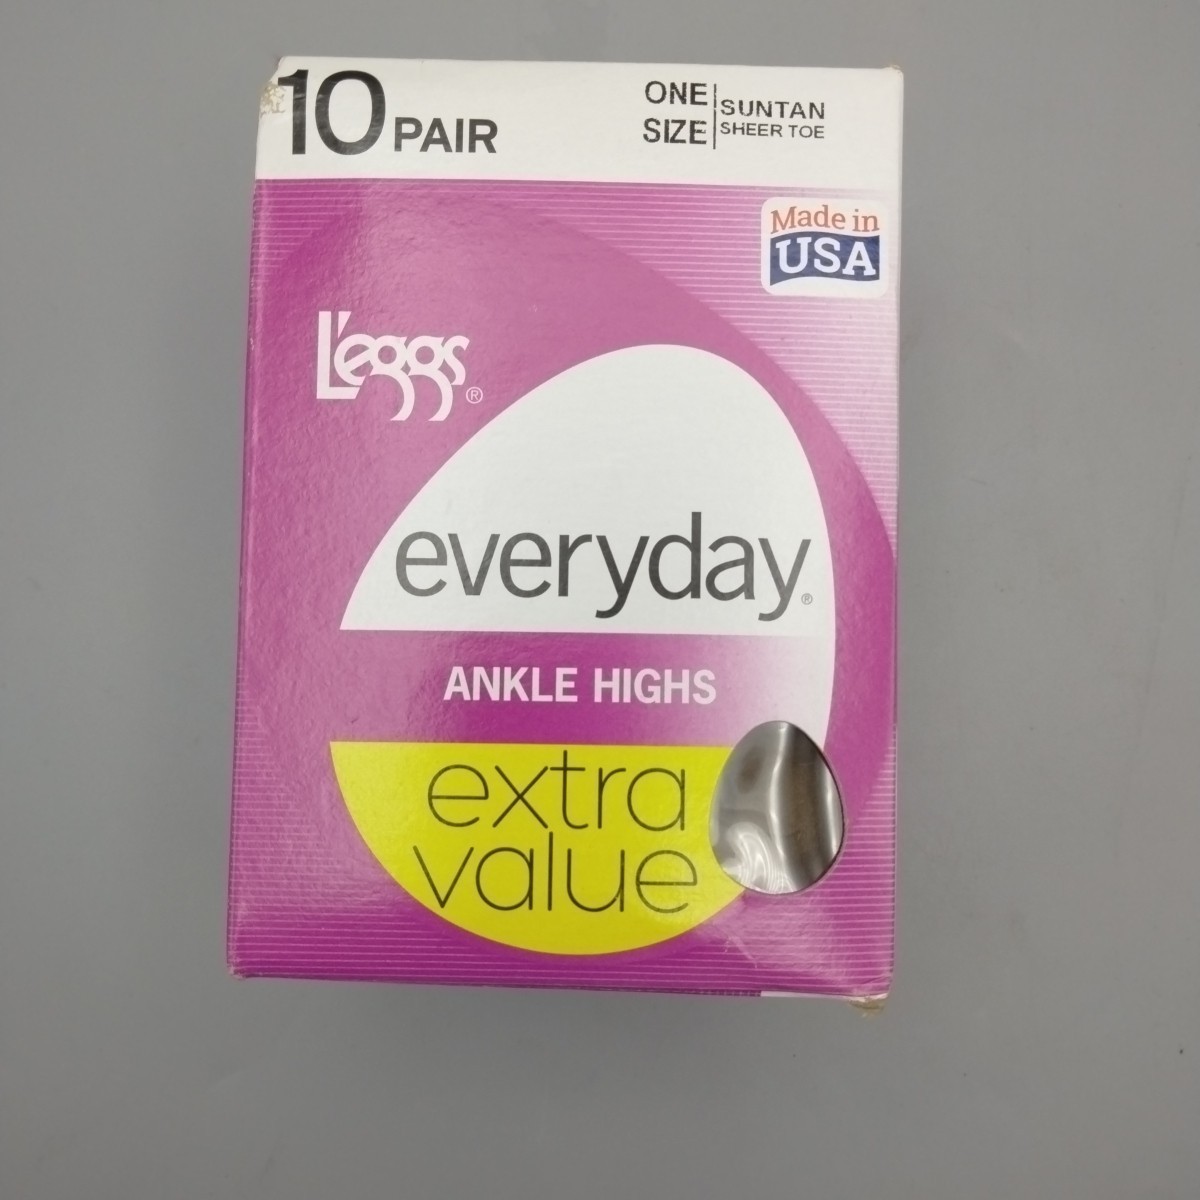 10 PAIR
ONE SIZE
SUNTAN
SHEER TOE
Made in
USA
L'eggs®
everyday®
ANKLE HIGHS
extra
value